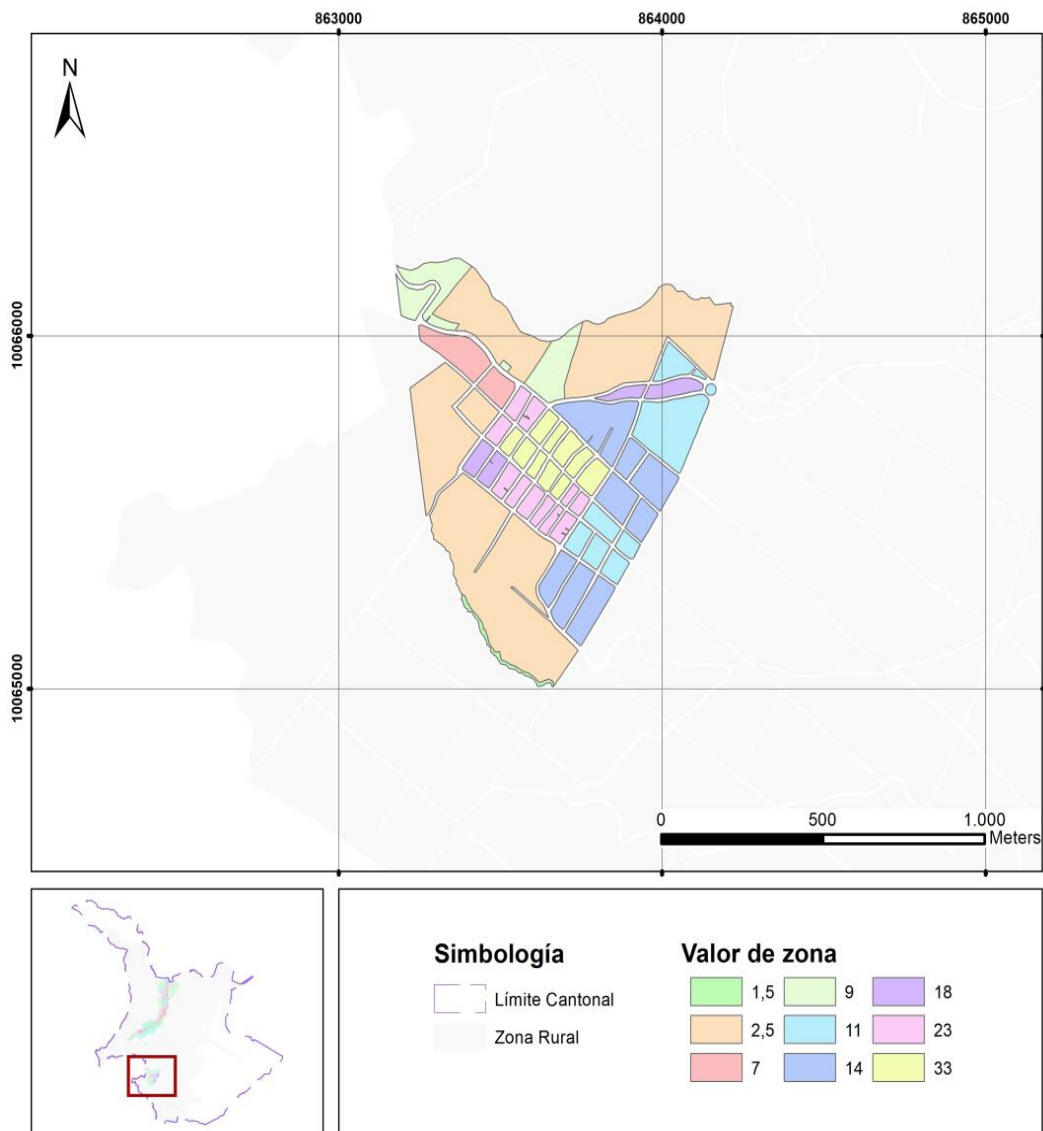 863000 864000 865000
N
10066000
10065000
0 500 1.000
Meters
Simbología
Límite Cantonal
Zona Rural
Valor de zona
1,5 9 18
2,5 11 23
7 14 33